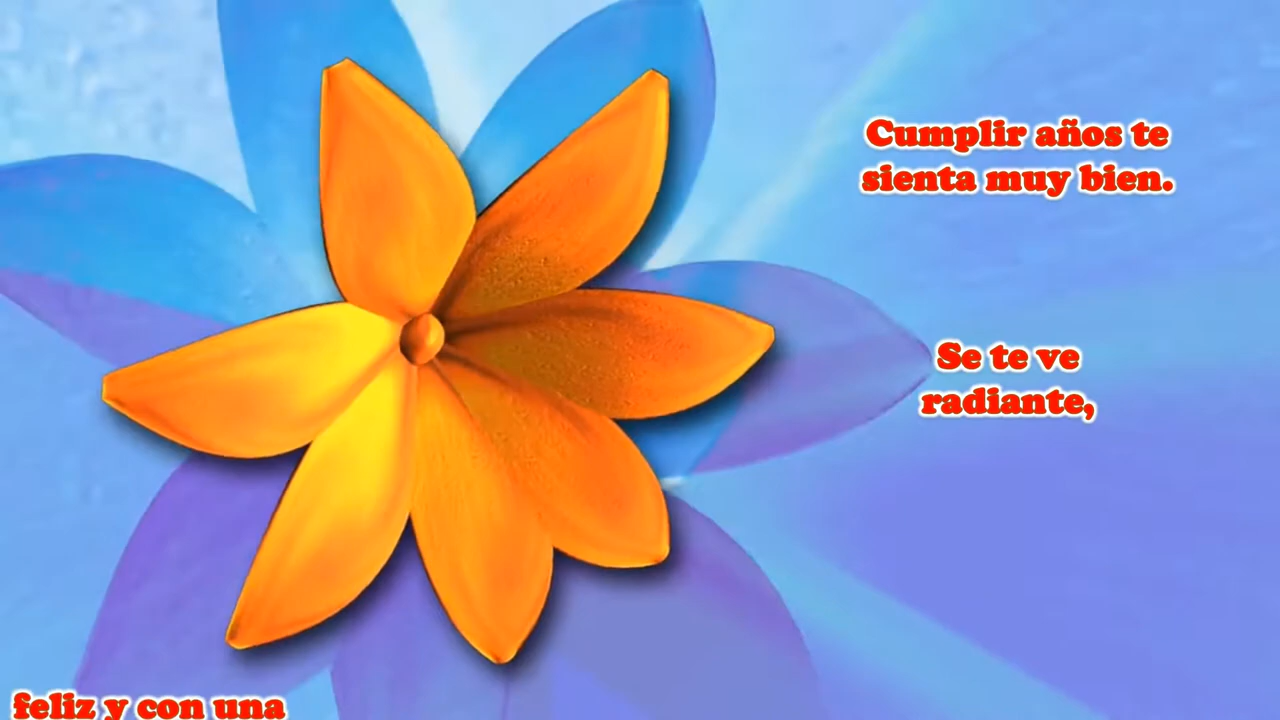 Cumplir años te
sienta muy bien.
Se te ve
radiante,
feliz y con una